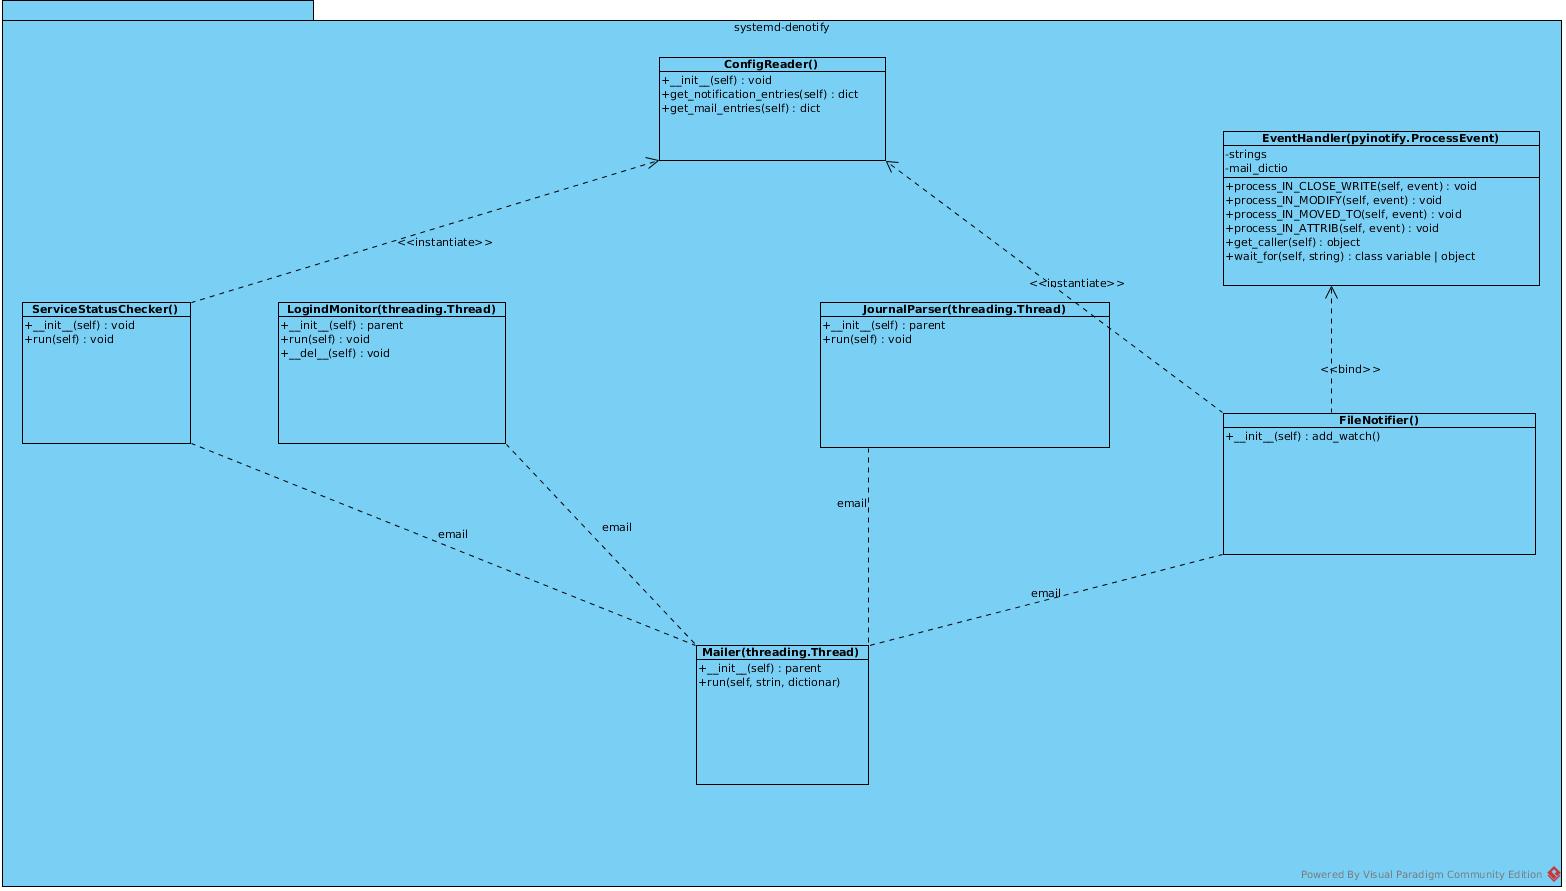 systemd-denotify
ConfigReader()
+__init__(self) : void
+get_notification_entries(self) : dict
+get_mail_entries(self) : dict
EventHandler(pyinotify.ProcessEvent)
-strings
-mail_dictio
+process_IN_CLOSE_WRITE(self, event) : void
+process_IN_MODIFY(self, event) : void
+process_IN_MOVED_TO(self, event) : void
+process_IN_ATTRIB(self, event) : void
+get_caller(self) : object
+wait_for(self, string) : class variable | object
<<instantiate>>
<<instantiate>>
ServiceStatusChecker()
+__init__(self) : void
+run(self) : void
LogindMonitor(threading.Thread)
+__init__(self) : parent
+run(self) : void
+__del__(self) : void
JournalParser(threading.Thread)
+__init__(self) : parent
+run(self) : void
<<bind>>
FileNotifier()
+__init__(self) : add_watch()
email
email
email
email
Mailer(threading.Thread)
+__init__(self) : parent
+run(self, strin, dictionar)
Powered By Visual Paradigm Community Edition